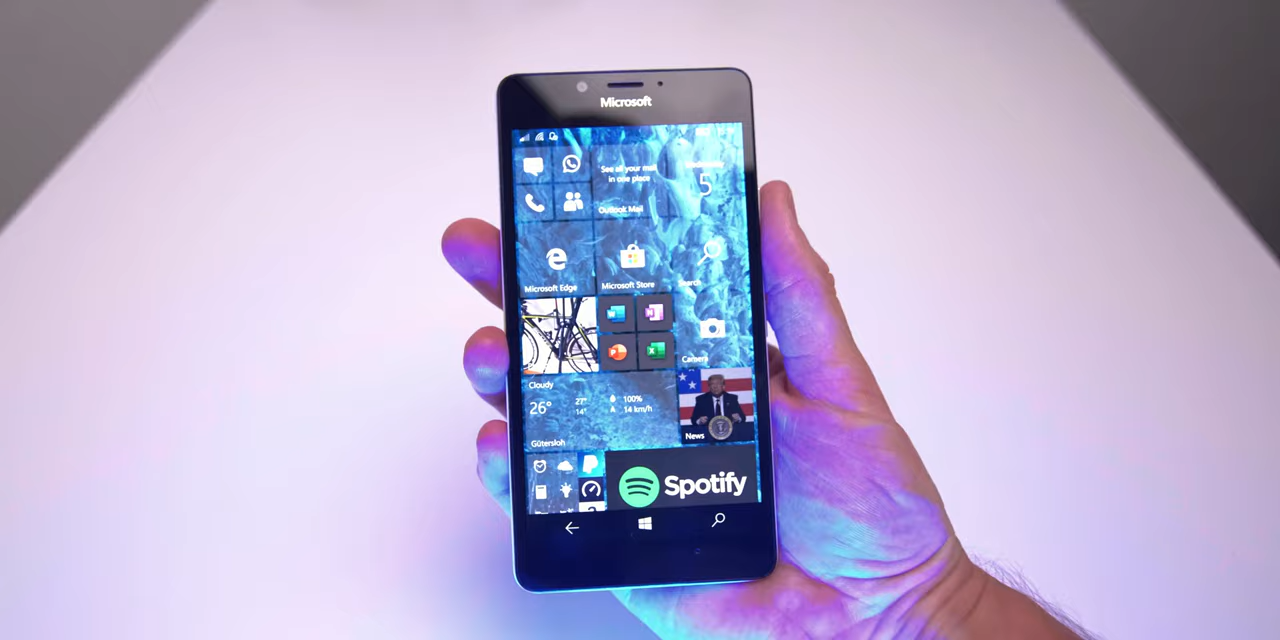 Microsoft
See all your mail
in one place
Outlook Mail
Wednesday
5
Microsoft Edge
Microsoft Store
Search
Camera
Cloudy
26°
27°
14°
100%
14 km/h
Gütersloh
News
Spotify